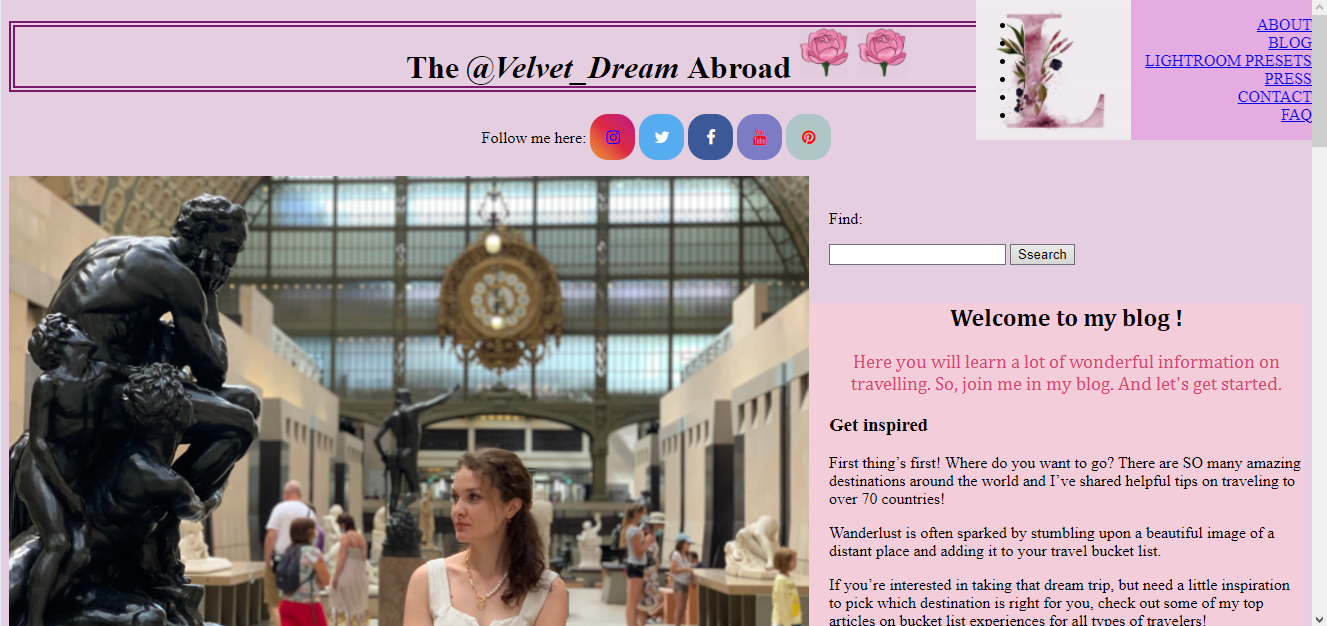 The @Velvet_Dream Abroad
L
ABOUT
BLOG
LIGHTROOM PRESETS
PRESS
CONTACT
FAQ
Follow me here:
You
Tube
Find:
Ssearch
Welcome to my blog !
Here you will learn a lot of wonderful information on
travelling. So, join me in my blog. And let's get started.
Get inspired
First thing’s first! Where do you want to go? There are SO many amazing
destinations around the world and I’ve shared helpful tips on traveling to
over 70 countries!
Wanderlust is often sparked by stumbling upon a beautiful image of a
distant place and adding it to your travel bucket list.
If you’re interested in taking that dream trip, but need a little inspiration
to pick which destination is right for you, check out some of my top
articles on bucket list experiences for all types of travelers!